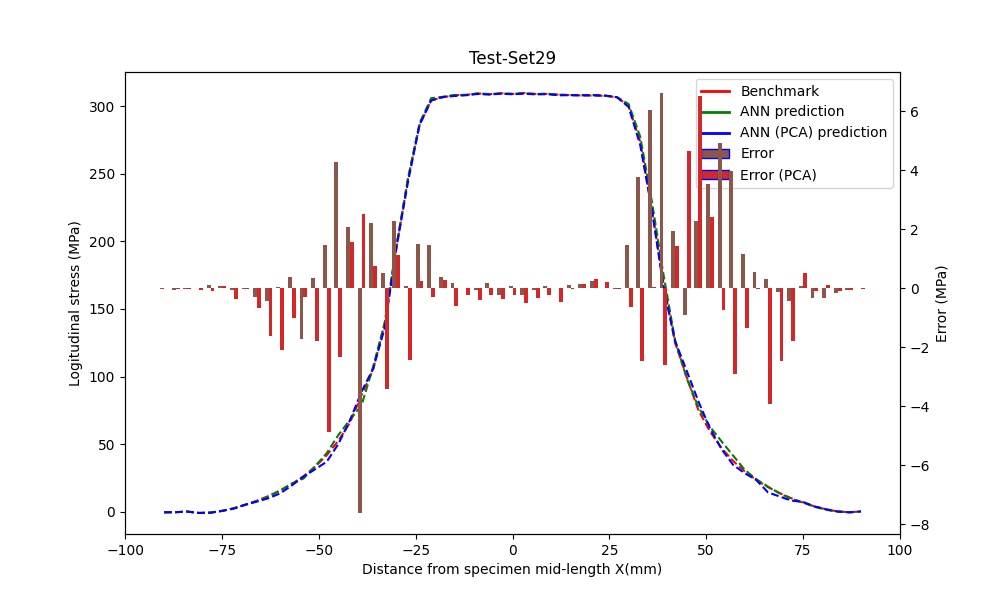 Test-Set29
Logitudinal stress (MPa)
300
250
200
150
100
50
0
−100
−75
−50
−25
0
25
50
75
100
Distance from specimen mid-length X(mm)
6
4
2
0
−2
−4
−6
−8
Error (MPa)
Benchmark
ANN prediction
ANN (PCA) prediction
Error
Error (PCA)